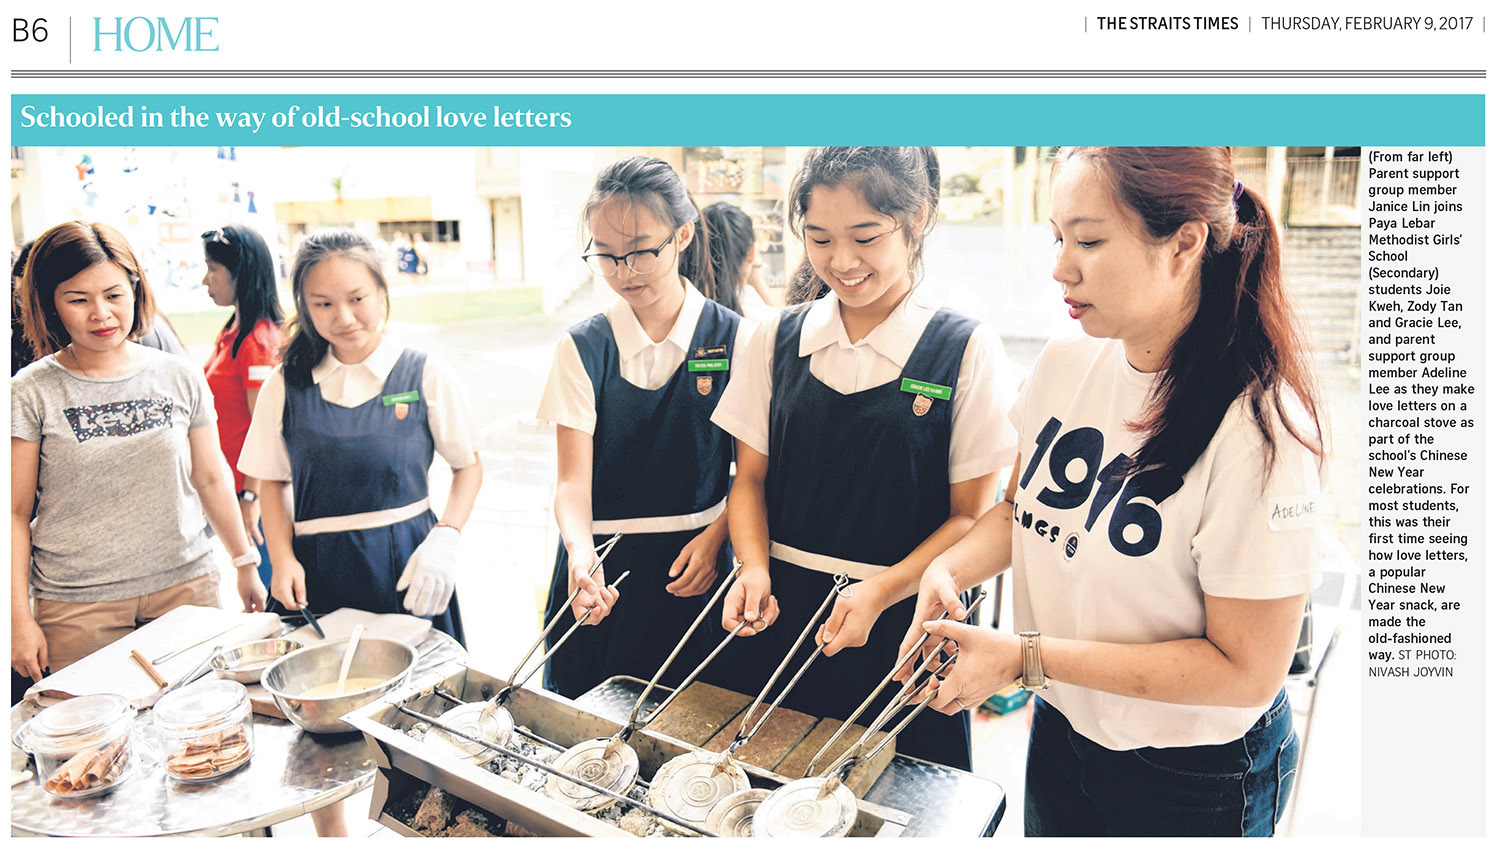 B6
HOME
THE STRAITS TIMES
THURSDAY, FEBRUARY 9, 2017
Schooled in the way of old-school love letters
(From far left)
Parent support
group member
Janice Lin joins
Paya Lebar
Methodist Girls'
School
(Secondary)
students Joie
Kweh, Zody Tan
and Gracie Lee,
and parent
support group
member Adeline
Lee as they make
love letters on a
charcoal stove as
part of the
school's Chinese
New Year
celebrations. For
most students,
this was their
first time seeing
how love letters,
a popular
Chinese New
Year snack, are
made the
old-fashioned
way. ST PHOTO:
NIVASH JOYVIN
Levi's
1916
LMGS
ADELINE